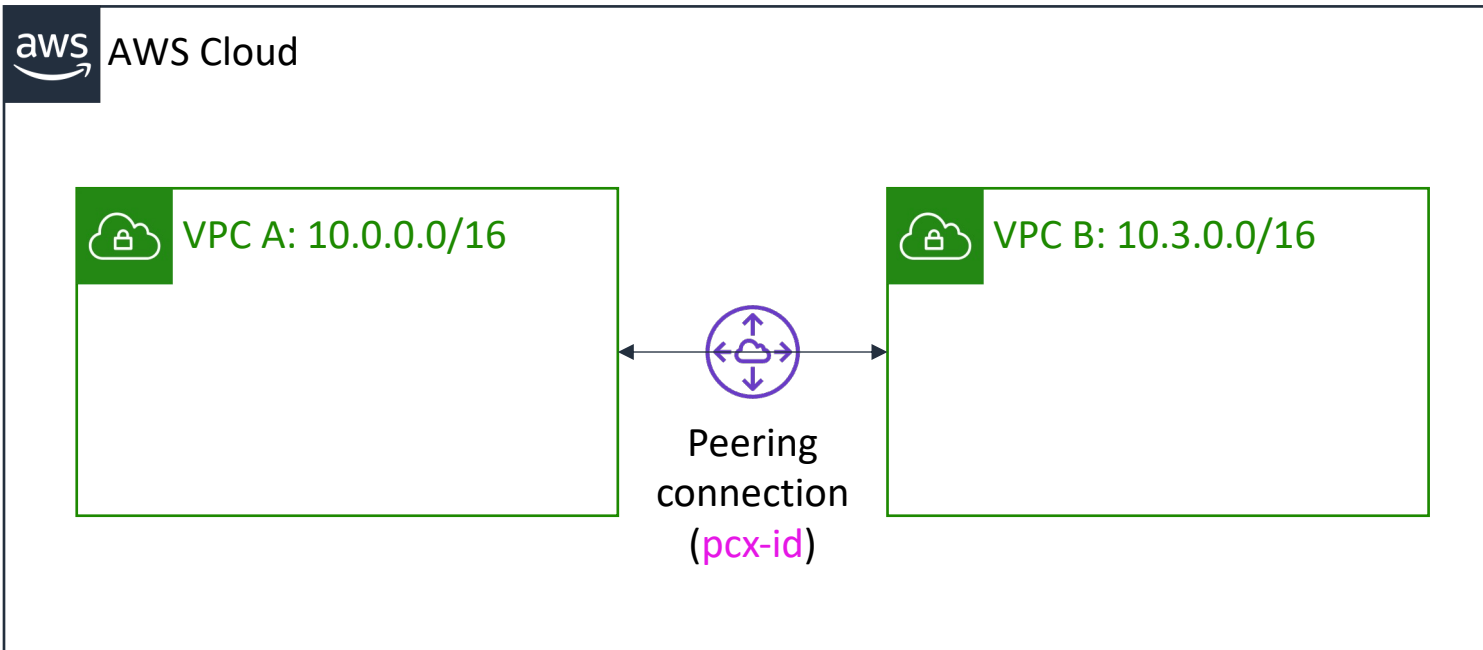 aws
AWS Cloud
VPC A: 10.0.0.0/16
VPC B: 10.3.0.0/16
Peering
connection
(pcx-id)